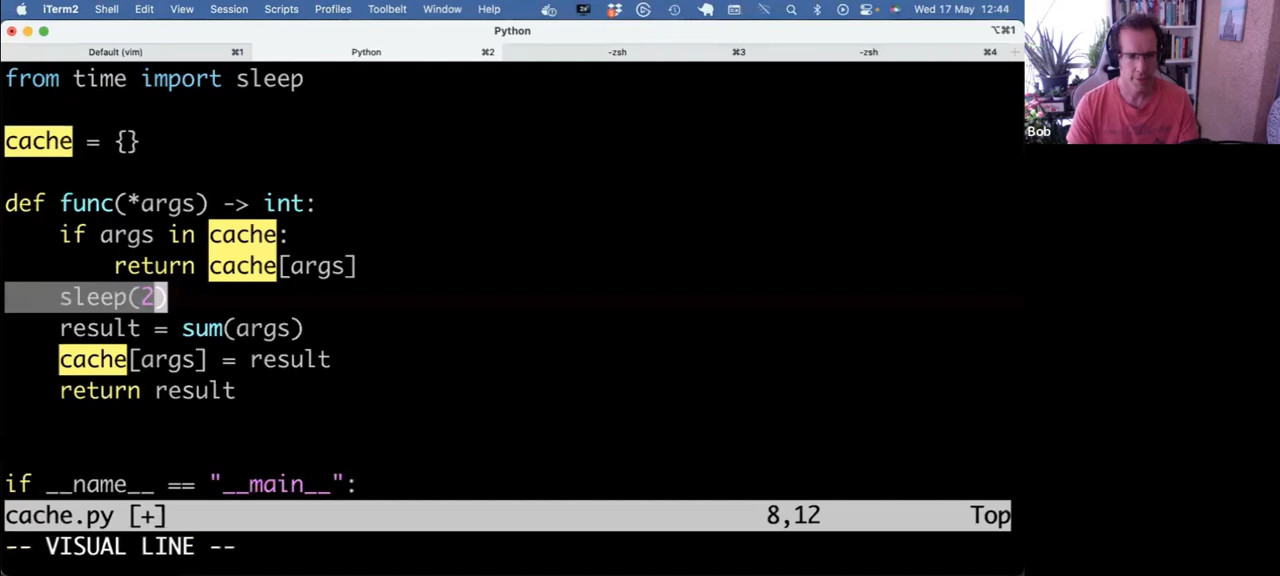 iTerm2 Shell Edit View Session Scripts Profiles Toolbelt Window Help Wed 17 May 12:44
Python ⌥⌘1
Default (vim) ⌘1 Python ⌘2 -zsh ⌘3 -zsh ⌘4
from time import sleep
cache = {}
def func(*args) -> int:
    if args in cache:
        return cache[args]
    sleep(2)
    result = sum(args)
    cache[args] = result
    return result
if __name__ == "__main__":
cache.py [+] 8,12 Top
-- VISUAL LINE --
Bob